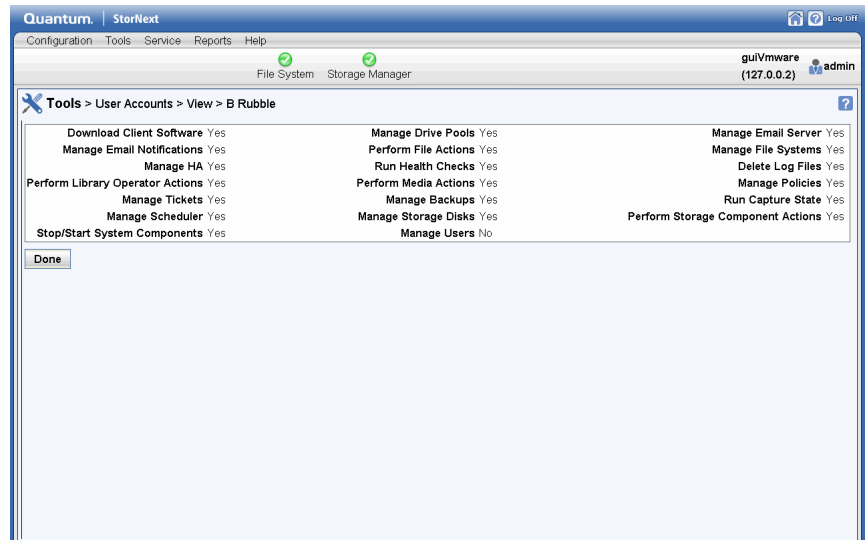 Quantum. StorNext Log Off
Configuration Tools Service Reports Help
File System Storage Manager
guiVmware
(127.0.0.2)
admin
Tools > User Accounts > View > B Rubble
Download Client Software Yes Manage Drive Pools Yes Manage Email Server Yes
Manage Email Notifications Yes Perform File Actions Yes Manage File Systems Yes
Manage HA Yes Run Health Checks Yes Delete Log Files Yes
Perform Library Operator Actions Yes Perform Media Actions Yes Manage Policies Yes
Manage Tickets Yes Manage Backups Yes Run Capture State Yes
Manage Scheduler Yes Manage Storage Disks Yes Perform Storage Component Actions Yes
Stop/Start System Components Yes Manage Users No
Done